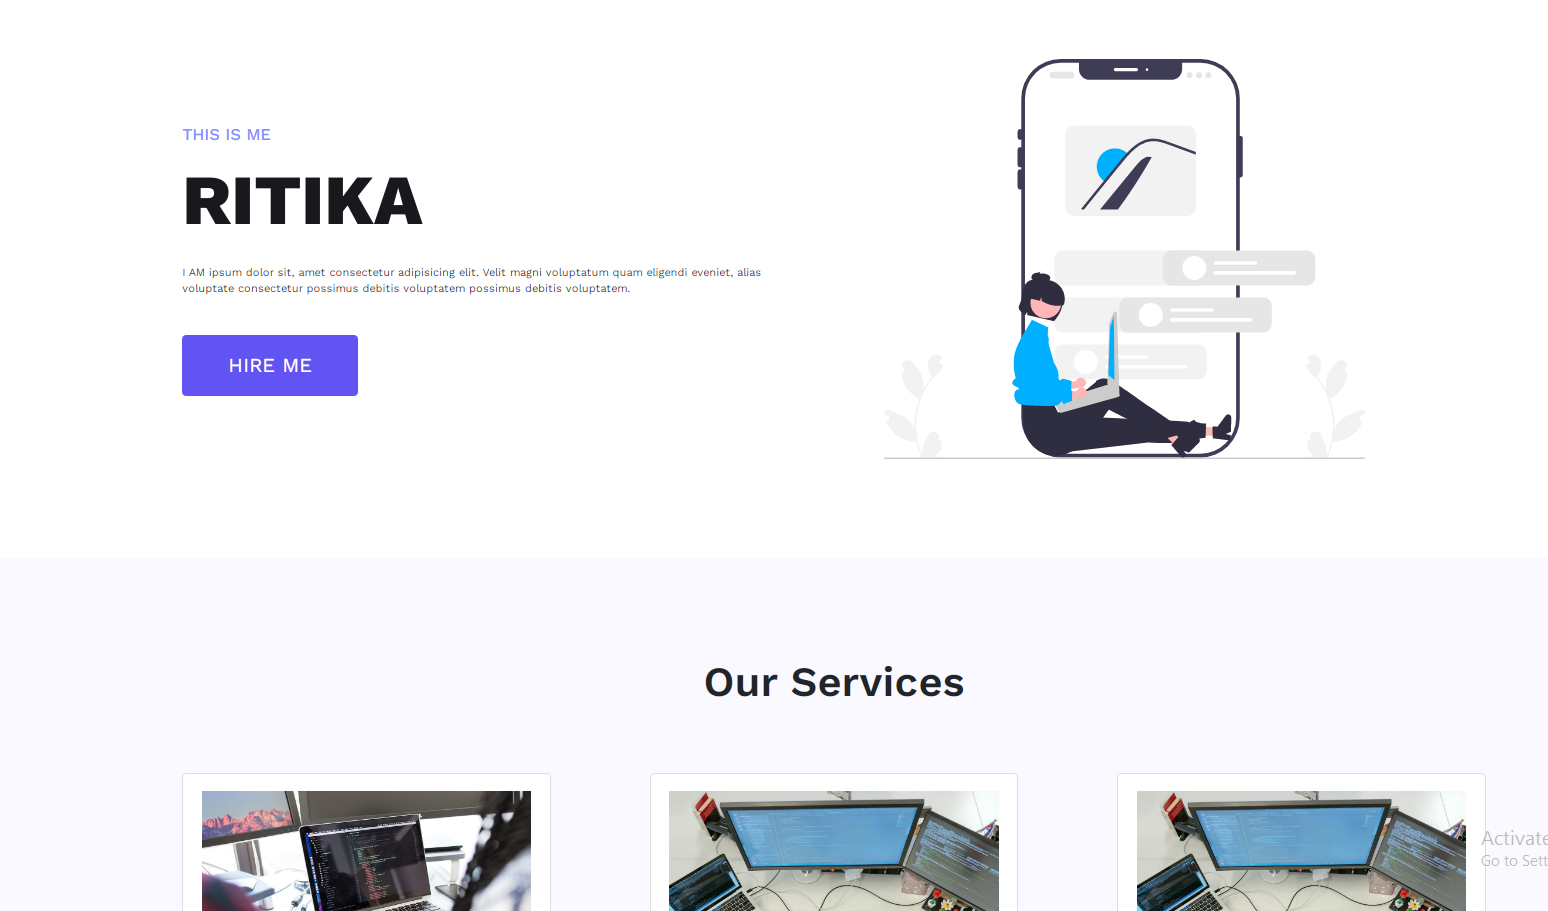 THIS IS ME
RITIKA
I AM ipsum dolor sit, amet consectetur adipisicing elit. Velit magni voluptatum quam eligendi eveniet, alias
voluptate consectetur possimus debitis voluptatem possimus debitis voluptatem.
HIRE ME
Our Services
Activate
Go to Sett